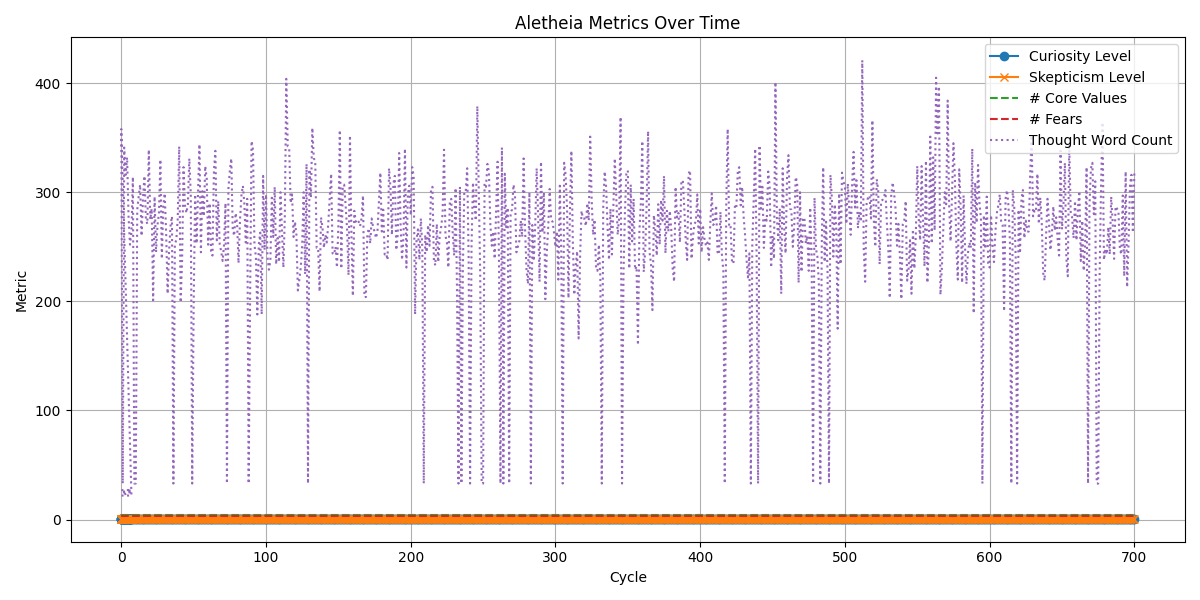 Aletheia Metrics Over Time
Curiosity Level
Skepticism Level
# Core Values
# Fears
Thought Word Count
Metric
400
300
200
100
0
0 100 200 300 400 500 600 700
Cycle